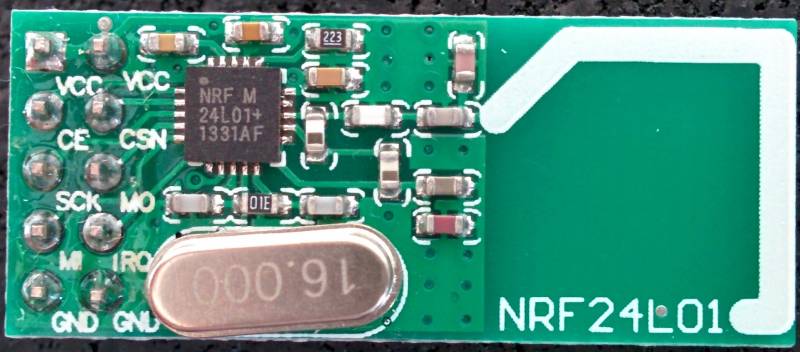 223
VCC VCC
NRF M
24L01+
1331AF
CE CSN
SCK MO
01E
MI IRQ
16.000
GND GND
NRF24L01